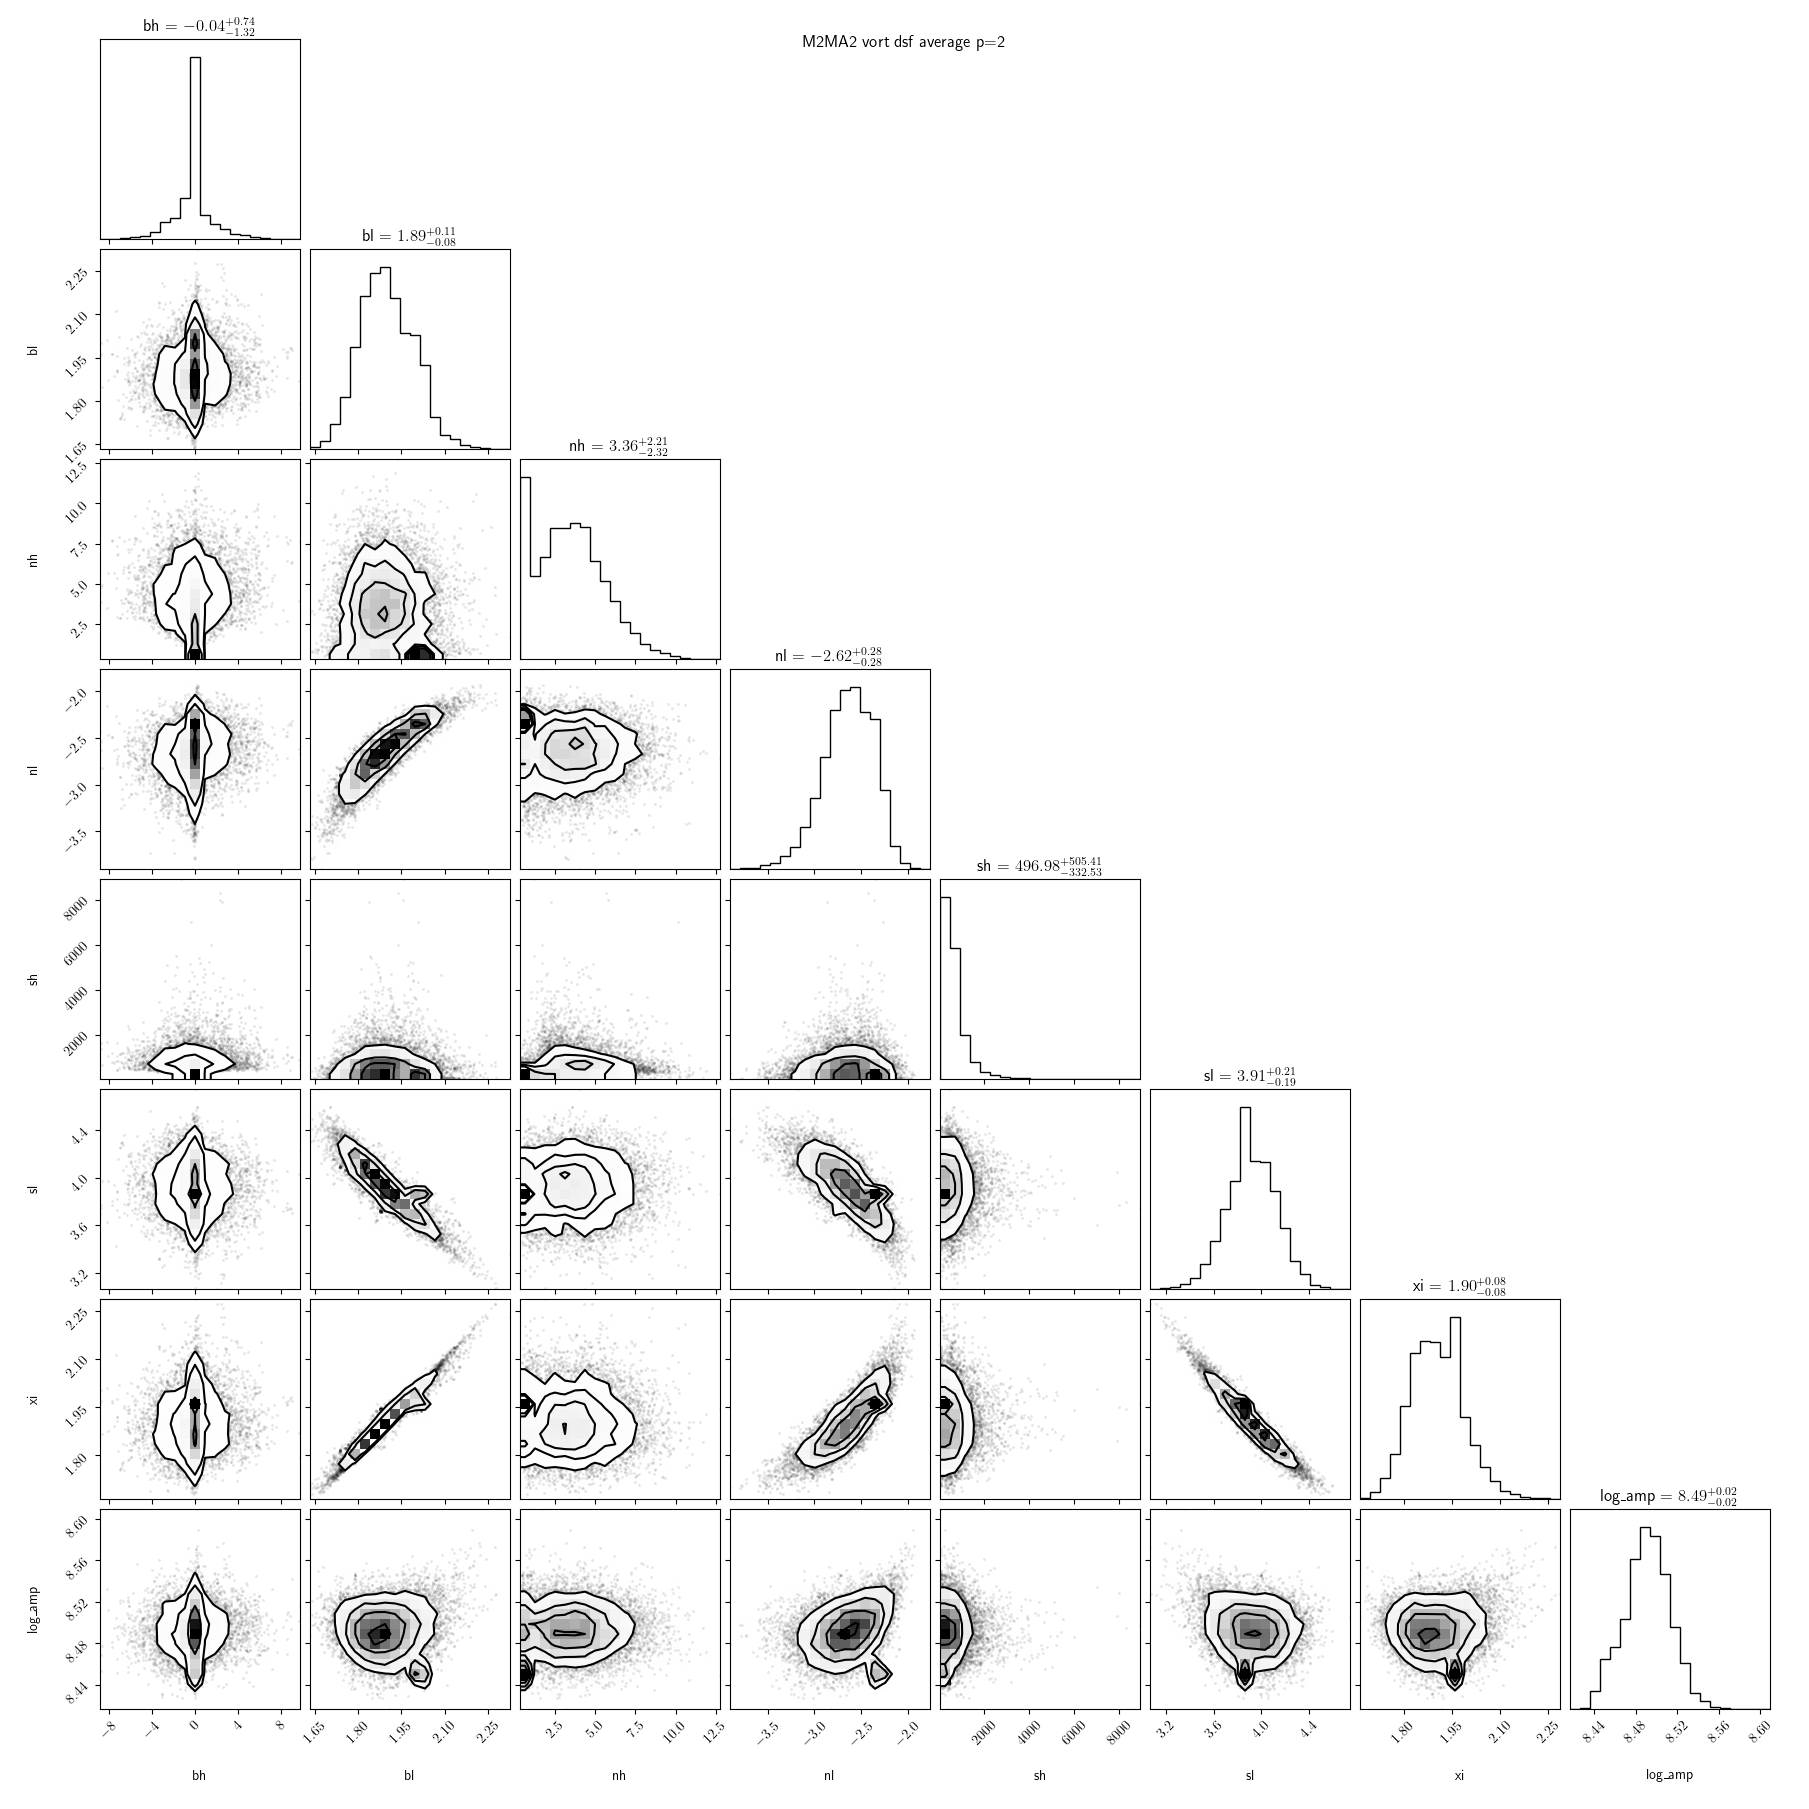 bh = −0.04+0.74−1.32
M2MA2 vort dsf average p=2
bl = 1.89+0.11−0.08
2.25
2.10
1.95
1.80
1.65
bl
nh = 3.36+2.21−2.32
12.5
10.0
7.5
5.0
2.5
nh
nl = −2.62+0.28−0.28
−2.0
−2.5
−3.0
−3.5
nl
sh = 496.98+505.41−332.53
8000
6000
4000
2000
sh
sl = 3.91+0.21−0.19
4.4
4.0
3.6
3.2
sl
xi = 1.90+0.08−0.08
2.25
2.10
1.95
1.80
xi
log_amp = 8.49+0.02−0.02
8.60
8.56
8.52
8.48
8.44
log_amp
−8 −4 0 4 8 1.65 1.80 1.95 2.10 2.25 2.5 5.0 7.5 10.0 12.5 −3.5 −3.0 −2.5 −2.0 2000 4000 6000 8000 3.2 3.6 4.0 4.4 1.80 1.95 2.10 2.25 8.44 8.48 8.52 8.56 8.60
bh bl nh nl sh sl xi log_amp